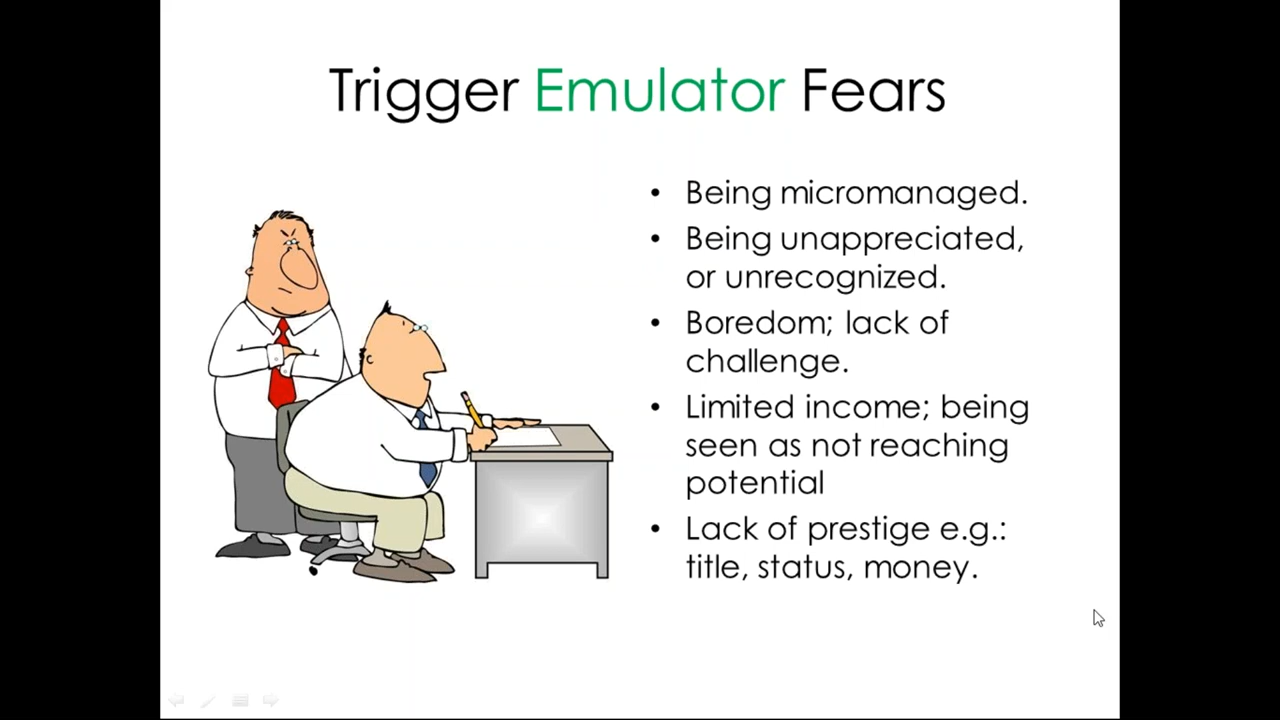 Trigger Emulator Fears
• Being micromanaged.
• Being unappreciated,
or unrecognized.
• Boredom; lack of
challenge.
• Limited income; being
seen as not reaching
potential
• Lack of prestige e.g.:
title, status, money.